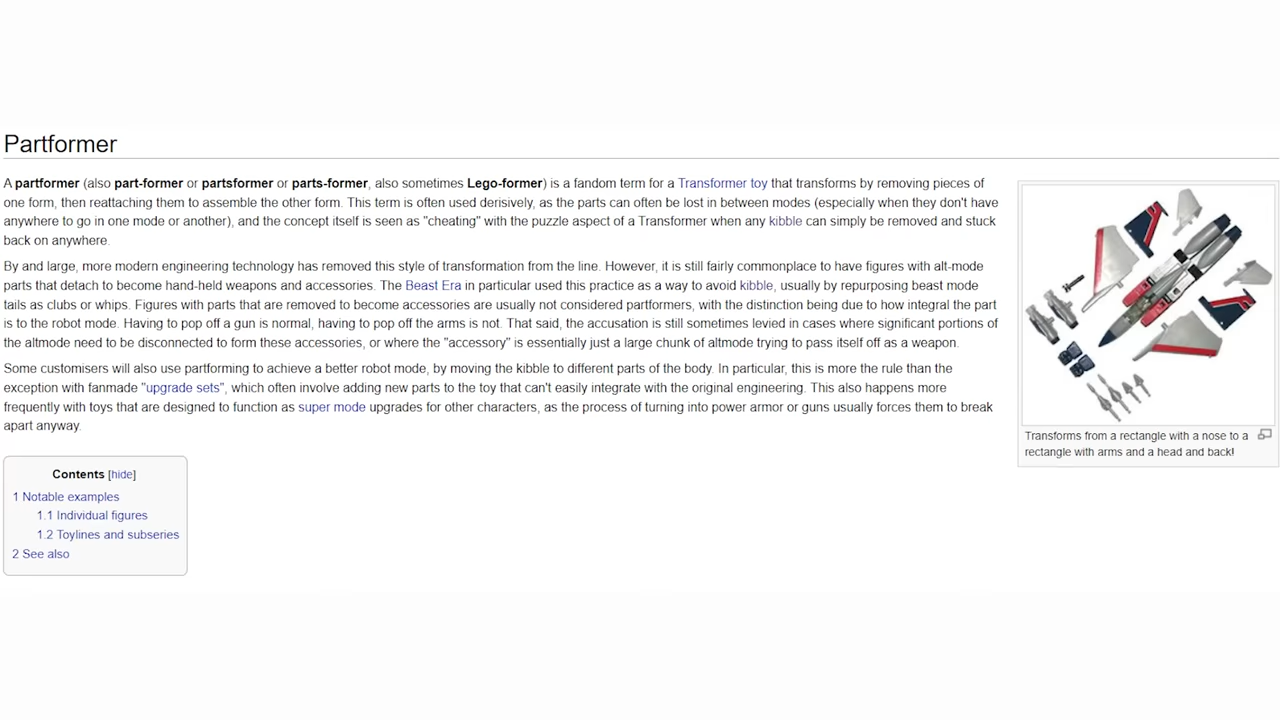 Partformer
A partformer (also part-former or partsformer or parts-former, also sometimes Lego-former) is a fandom term for a Transformer toy that transforms by removing pieces of
one form, then reattaching them to assemble the other form. This term is often used derisively, as the parts can often be lost in between modes (especially when they don't have
anywhere to go in one mode or another), and the concept itself is seen as "cheating" with the puzzle aspect of a Transformer when any kibble can simply be removed and stuck
back on anywhere.
By and large, more modern engineering technology has removed this style of transformation from the line. However, it is still fairly commonplace to have figures with alt-mode
parts that detach to become hand-held weapons and accessories. The Beast Era in particular used this practice as a way to avoid kibble, usually by repurposing beast mode
tails as clubs or whips. Figures with parts that are removed to become accessories are usually not considered partformers, with the distinction being due to how integral the part
is to the robot mode. Having to pop off a gun is normal, having to pop off the arms is not. That said, the accusation is still sometimes levied in cases where significant portions of
the altmode need to be disconnected to form these accessories, or where the "accessory" is essentially just a large chunk of altmode trying to pass itself off as a weapon.
Some customisers will also use partforming to achieve a better robot mode, by moving the kibble to different parts of the body. In particular, this is more the rule than the
exception with fanmade "upgrade sets", which often involve adding new parts to the toy that can't easily integrate with the original engineering. This also happens more
frequently with toys that are designed to function as super mode upgrades for other characters, as the process of turning into power armor or guns usually forces them to break
apart anyway.
Transforms from a rectangle with a nose to a
rectangle with arms and a head and back!
Contents [hide]
1 Notable examples
1.1 Individual figures
1.2 Toylines and subseries
2 See also